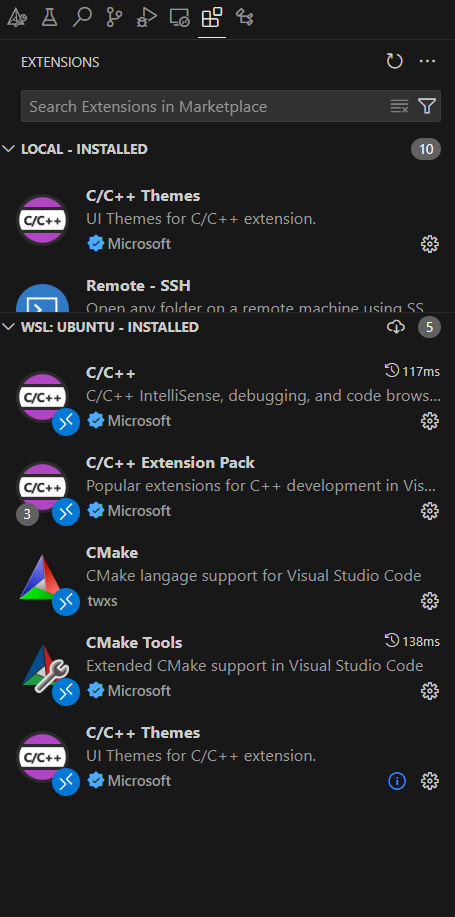 EXTENSIONS
Search Extensions in Marketplace
LOCAL - INSTALLED 10
C/C++ Themes
UI Themes for C/C++ extension.
C/C++
Microsoft
Remote - SSH
Open any folder on a remote machine using SS
WSL: UBUNTU - INSTALLED 5
C/C++ 117ms
C/C++ IntelliSense, debugging, and code brows...
C/C++
Microsoft
C/C++ Extension Pack
Popular extensions for C++ development in Vis...
C/C++
3
Microsoft
CMake
CMake langage support for Visual Studio Code
twxs
CMake Tools 138ms
Extended CMake support in Visual Studio Code
Microsoft
C/C++ Themes
UI Themes for C/C++ extension.
C/C++
Microsoft